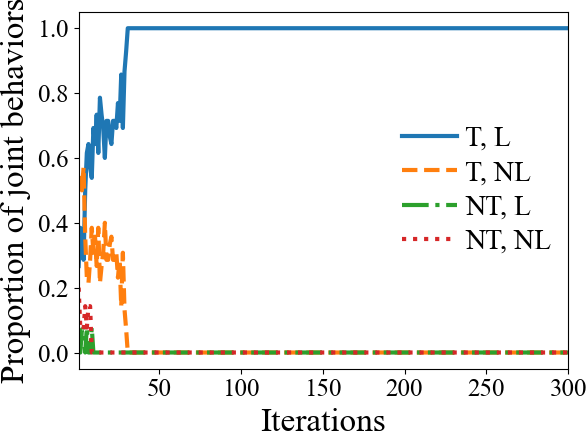 Proportion of joint behaviors
1.0
0.8
0.6
0.4
0.2
0.0
T, L
T, NL
NT, L
NT, NL
50 100 150 200 250 300
Iterations